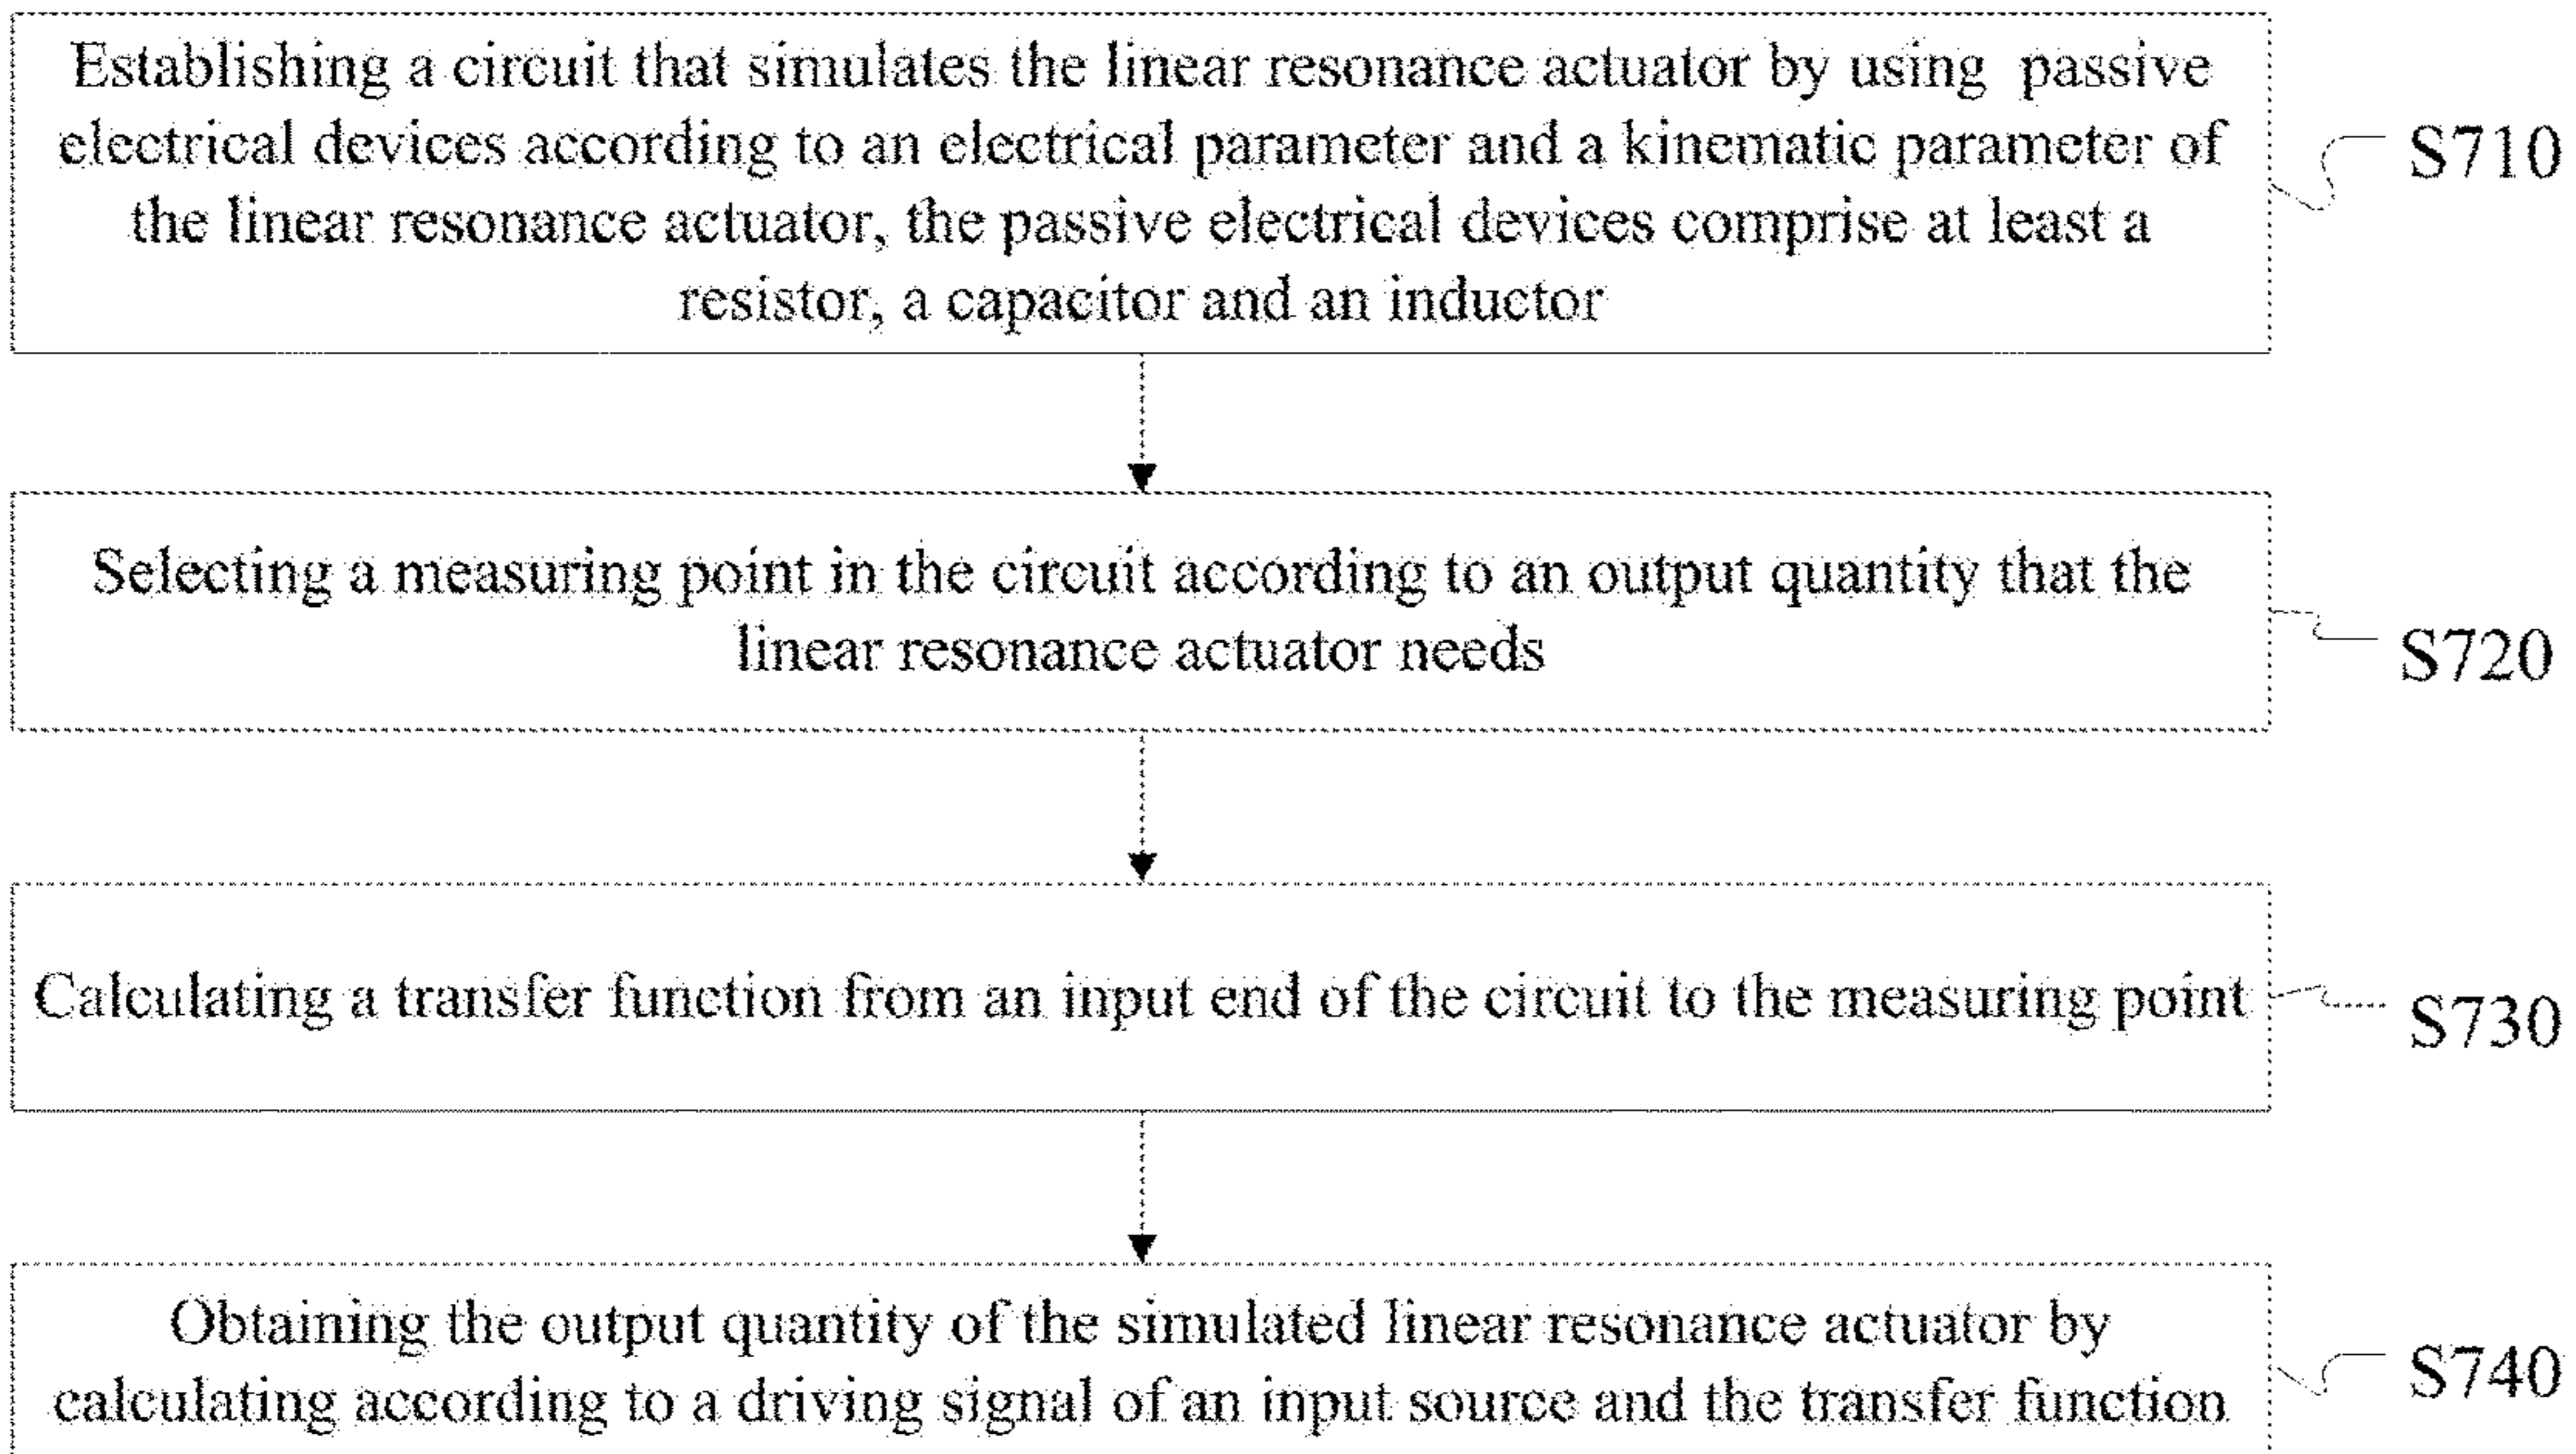 Establishing a circuit that simulates the linear resonance actuator by using passive
electrical devices according to an electrical parameter and a kinematic parameter of
the linear resonance actuator, the passive electrical devices comprise at least a
resistor, a capacitor and an inductor
S710
Selecting a measuring point in the circuit according to an output quantity that the
linear resonance actuator needs
S720
Calculating a transfer function from an input end of the circuit to the measuring point
S730
Obtaining the output quantity of the simulated linear resonance actuator by
calculating according to a driving signal of an input source and the transfer function
S740